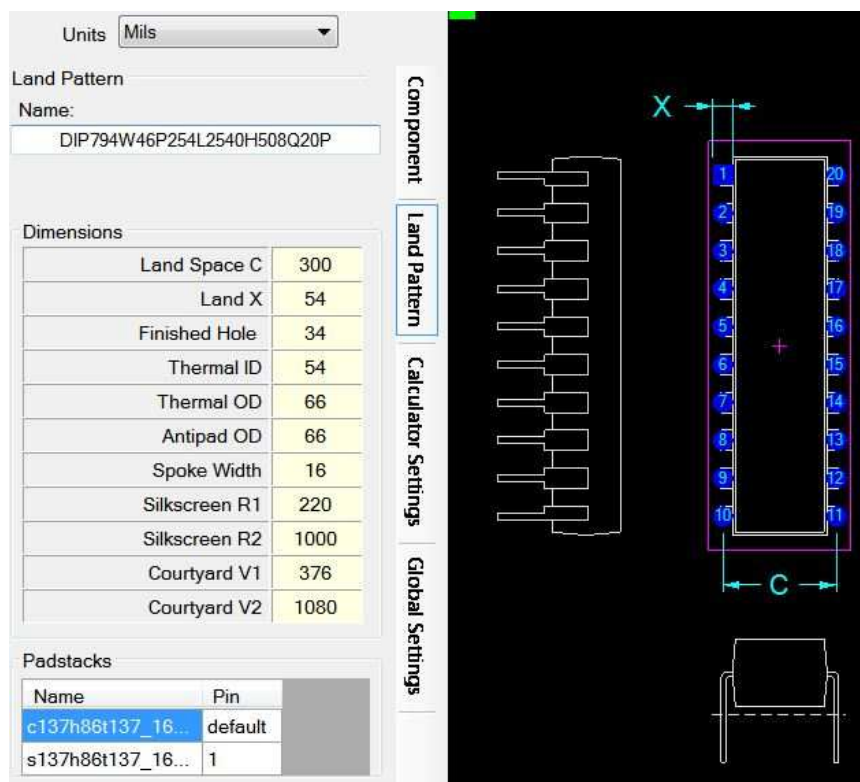 Units Mils
Land Pattern
Name:
DIP794W46P254L2540H508Q20P
Dimensions
Land Space C 300
Land X 54
Finished Hole 34
Thermal ID 54
Thermal OD 66
Antipad OD 66
Spoke Width 16
Silkscreen R1 220
Silkscreen R2 1000
Courtyard V1 376
Courtyard V2 1080
Padstacks
Name Pin
c137h86t137_16... default
s137h86t137_16... 1
Component
Land Pattern
Calculator Settings
Global Settings
X
1 20
2 19
3 18
4 17
5 16
6 15
7 14
8 13
9 12
10 11
C